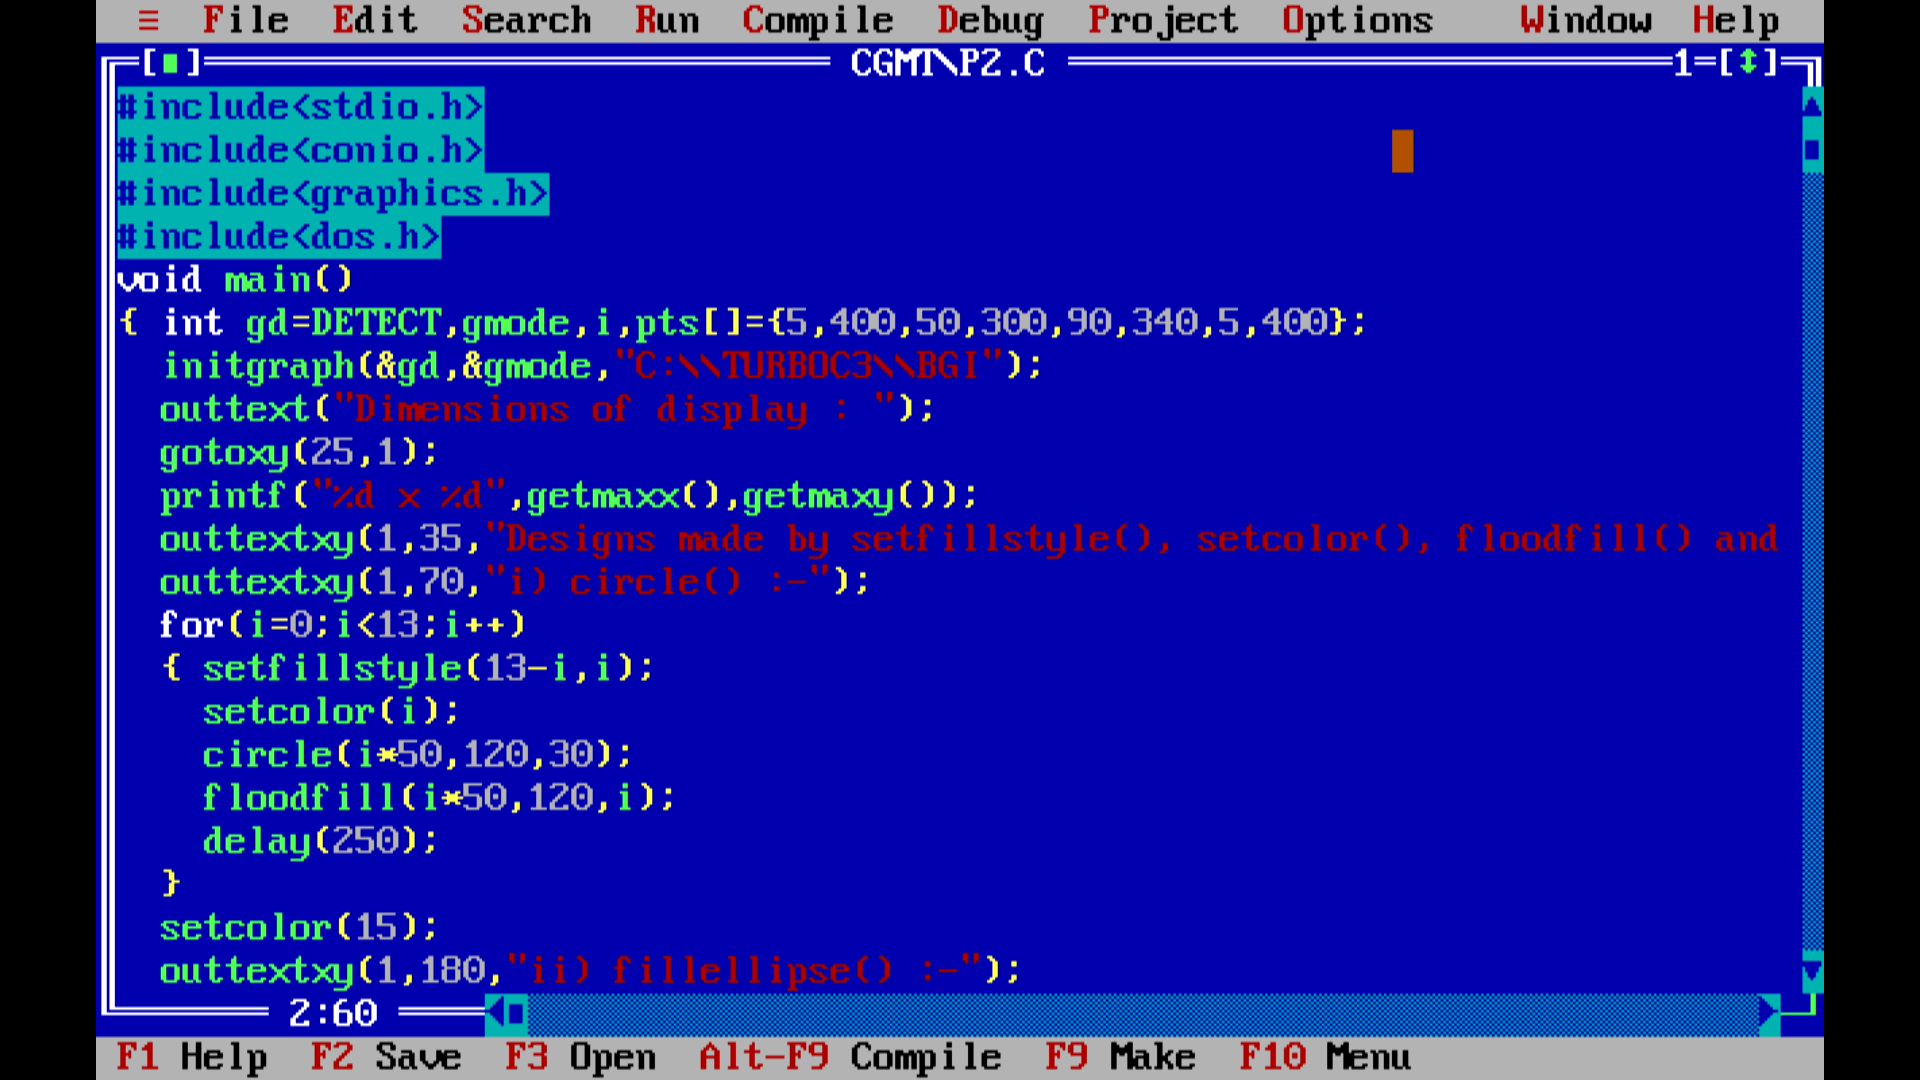 ≡ File Edit Search Run Compile Debug Project Options Window Help
[■] CGMT\P2.C 1=[↕]
#include<stdio.h>
#include<conio.h>
#include<graphics.h>
#include<dos.h>
void main()
{ int gd=DETECT,gmode,i,pts[]={5,400,50,300,90,340,5,400};
  initgraph(&gd,&gmode,"C:\\TURBOC3\\BGI");
  outtext("Dimensions of display : ");
  gotoxy(25,1);
  printf("%d x %d",getmaxx(),getmaxy());
  outtextxy(1,35,"Designs made by setfillstyle(), setcolor(), floodfill() and
  outtextxy(1,70,"i) circle() :-");
  for(i=0;i<13;i++)
  { setfillstyle(13-i,i);
    setcolor(i);
    circle(i*50,120,30);
    floodfill(i*50,120,i);
    delay(250);
  }
  setcolor(15);
  outtextxy(1,180,"ii) fillellipse() :-");
2:60
F1 Help F2 Save F3 Open Alt-F9 Compile F9 Make F10 Menu